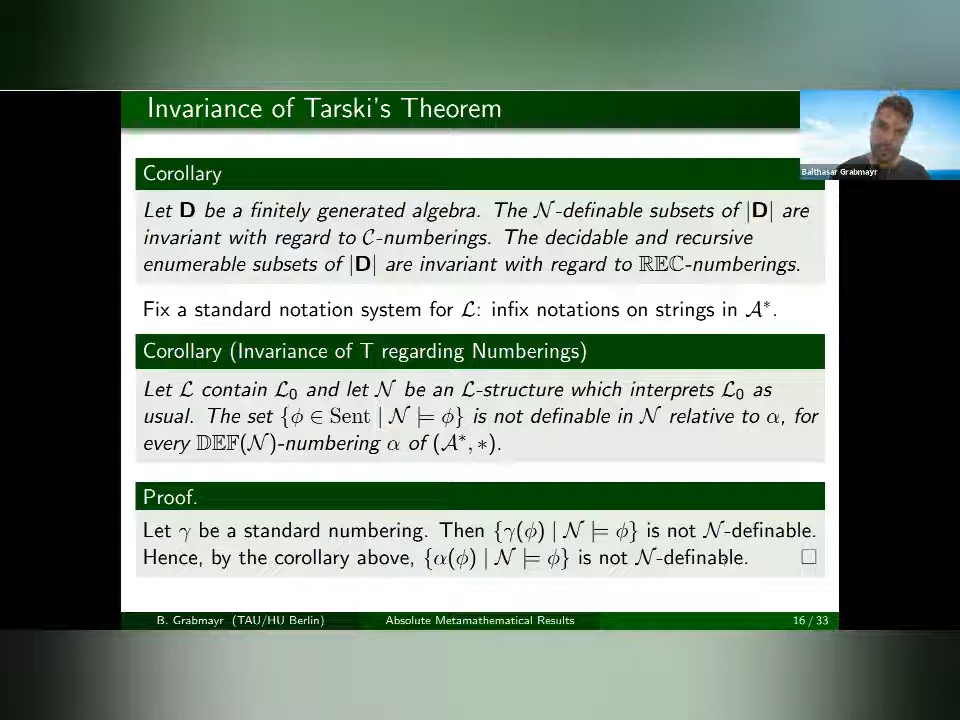 Invariance of Tarski's Theorem
Balthasar Grabmayr
Corollary
Let D be a finitely generated algebra. The 𝒩-definable subsets of |D| are
invariant with regard to 𝒞-numberings. The decidable and recursive
enumerable subsets of |D| are invariant with regard to ℝ𝔼ℂ-numberings.
Fix a standard notation system for ℒ: infix notations on strings in 𝒜*.
Corollary (Invariance of T regarding Numberings)
Let ℒ contain ℒ₀ and let 𝒩 be an ℒ-structure which interprets ℒ₀ as
usual. The set {ϕ ∈ Sent | 𝒩 ⊨ ϕ} is not definable in 𝒩 relative to α, for
every 𝔻𝔼𝔽(𝒩)-numbering α of (𝒜*, *).
Proof.
Let γ be a standard numbering. Then {γ(ϕ) | 𝒩 ⊨ ϕ} is not 𝒩-definable.
Hence, by the corollary above, {α(ϕ) | 𝒩 ⊨ ϕ} is not 𝒩-definable. □
B. Grabmayr (TAU/HU Berlin) Absolute Metamathematical Results 16 / 33